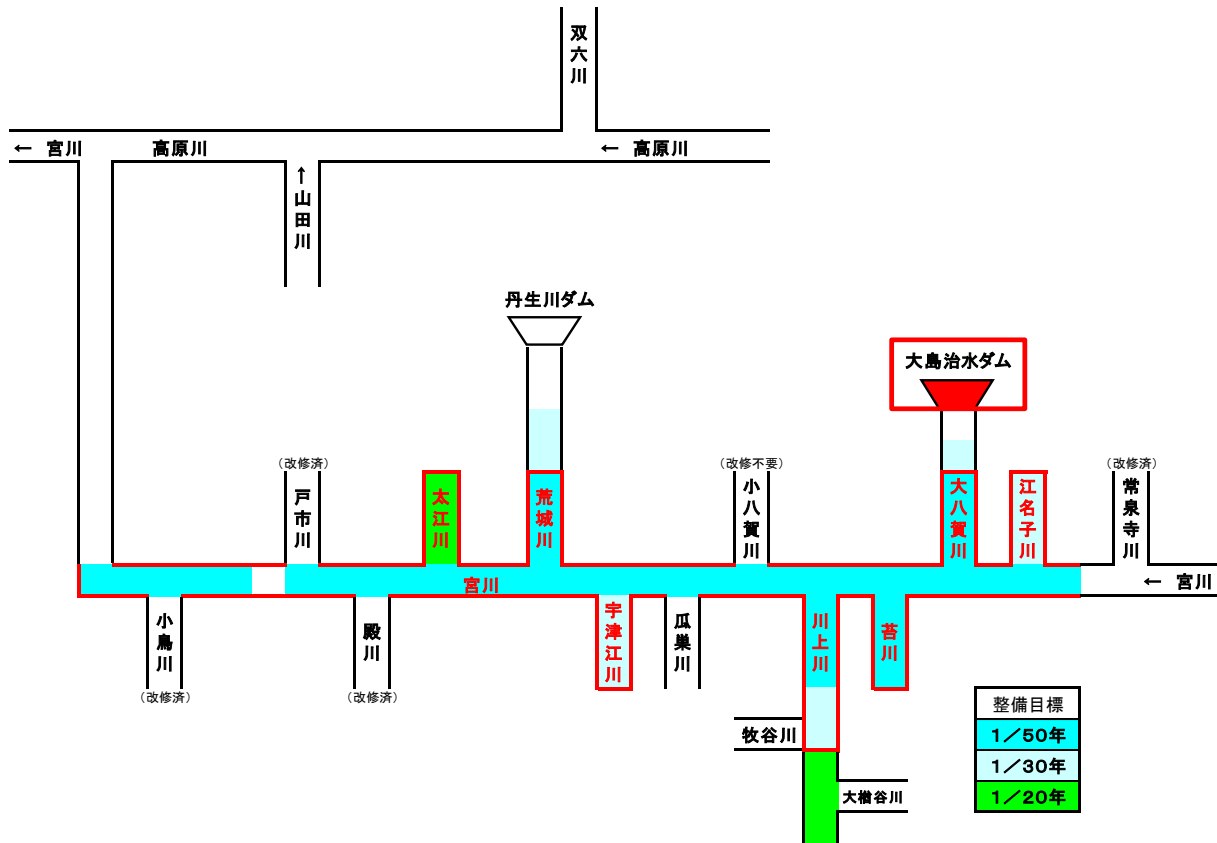 双六川
← 宮川
高原川
← 高原川
↑山田川
丹生川ダム
大島治水ダム
（改修済）
（改修不要）
（改修済）
戸市川
太江川
荒城川
小八賀川
大八賀川
江名子川
常泉寺川
宮川
← 宮川
小鳥川
殿川
宇津江川
瓜巣川
川上川
苔川
（改修済）
（改修済）
牧谷川
大楢谷川
整備目標
１／５０年
１／３０年
１／２０年